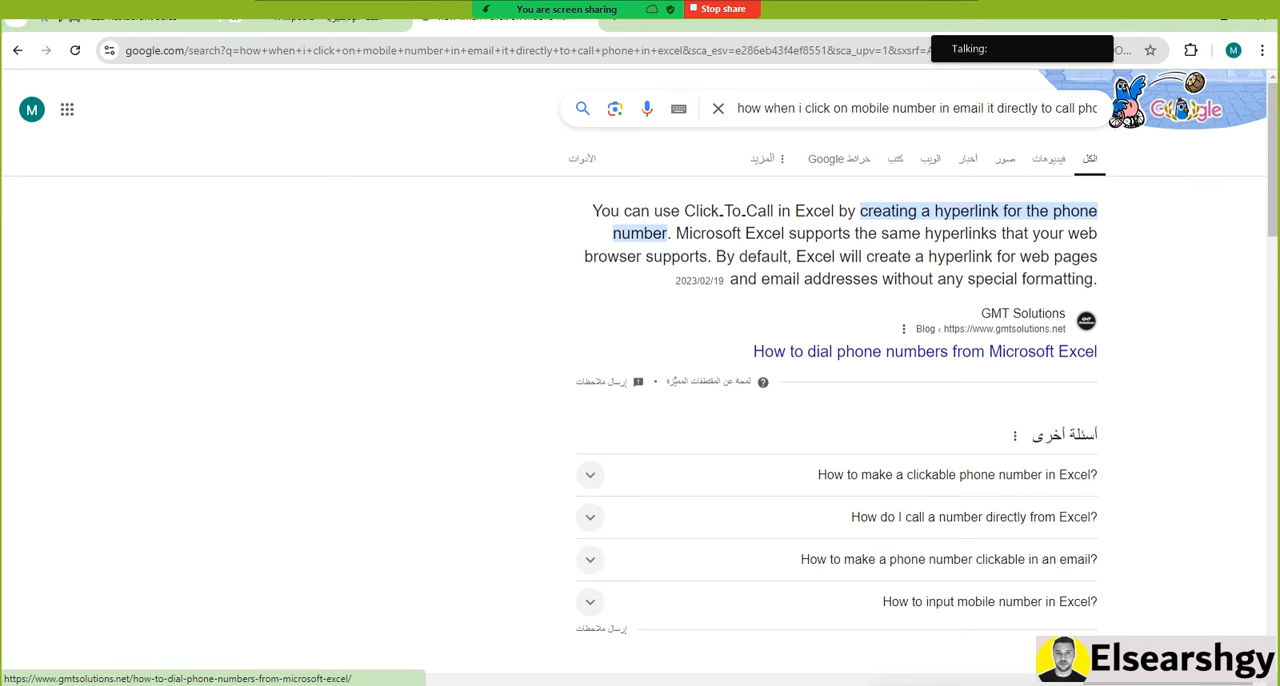 You are screen sharing
Stop share
Talking:
google.com/search?q=how+when+i+click+on+mobile+number+in+email+it+directly+to+call+phone+in+excel&sca_esv=e286eb43f4ef8551&sca_upv=1&sxsrf=
M
M
how when i click on mobile number in email it directly to call phc
Google
الكل
فيديوهات
صور
أخبار
الويب
كتب
خرائط Google
المزيد
الأدوات
You can use Click-To-Call in Excel by creating a hyperlink for the phone
number. Microsoft Excel supports the same hyperlinks that your web
browser supports. By default, Excel will create a hyperlink for web pages
and email addresses without any special formatting. 2023/02/19
GMT Solutions
Blog ‹ https://www.gmtsolutions.net
How to dial phone numbers from Microsoft Excel
لمحة عن المقتطفات المميَّزة • إرسال ملاحظات
أسئلة أخرى
How to make a clickable phone number in Excel?
How do I call a number directly from Excel?
How to make a phone number clickable in an email?
How to input mobile number in Excel?
إرسال ملاحظات
Elsearshgy
https://www.gmtsolutions.net/how-to-dial-phone-numbers-from-microsoft-excel/